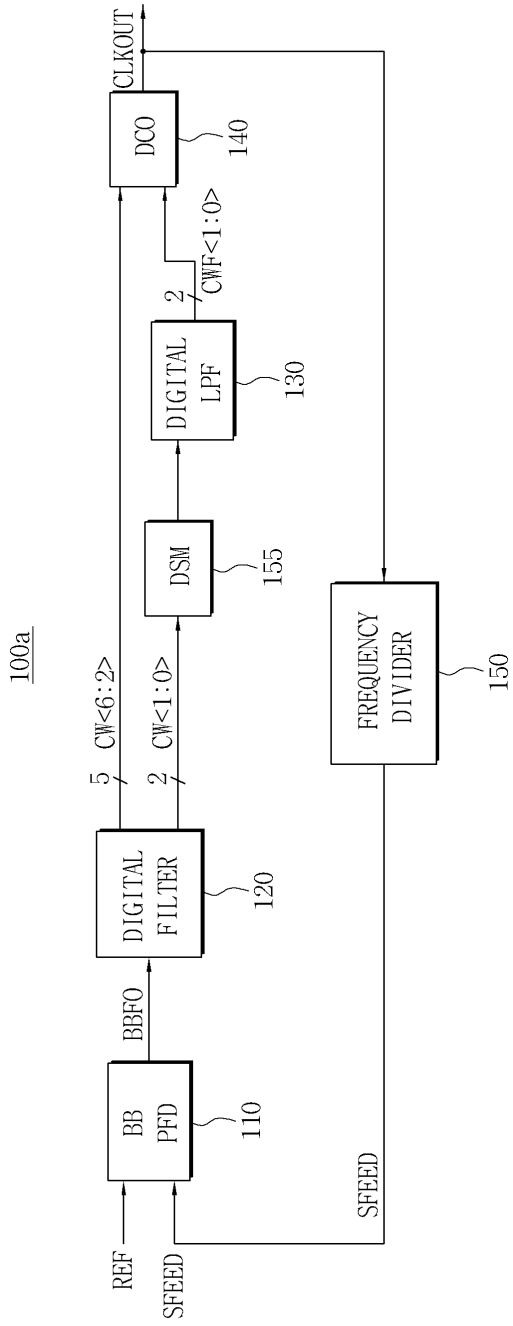 100a
REF
SFEED
BB
PFD
110
BBFO
DIGITAL
FILTER
120
5
CW<6:2>
2
CW<1:0>
DSM
155
DIGITAL
LPF
130
2
CWF<1:0>
DCO
140
CLKOUT
FREQUENCY
DIVIDER
150
SFEED